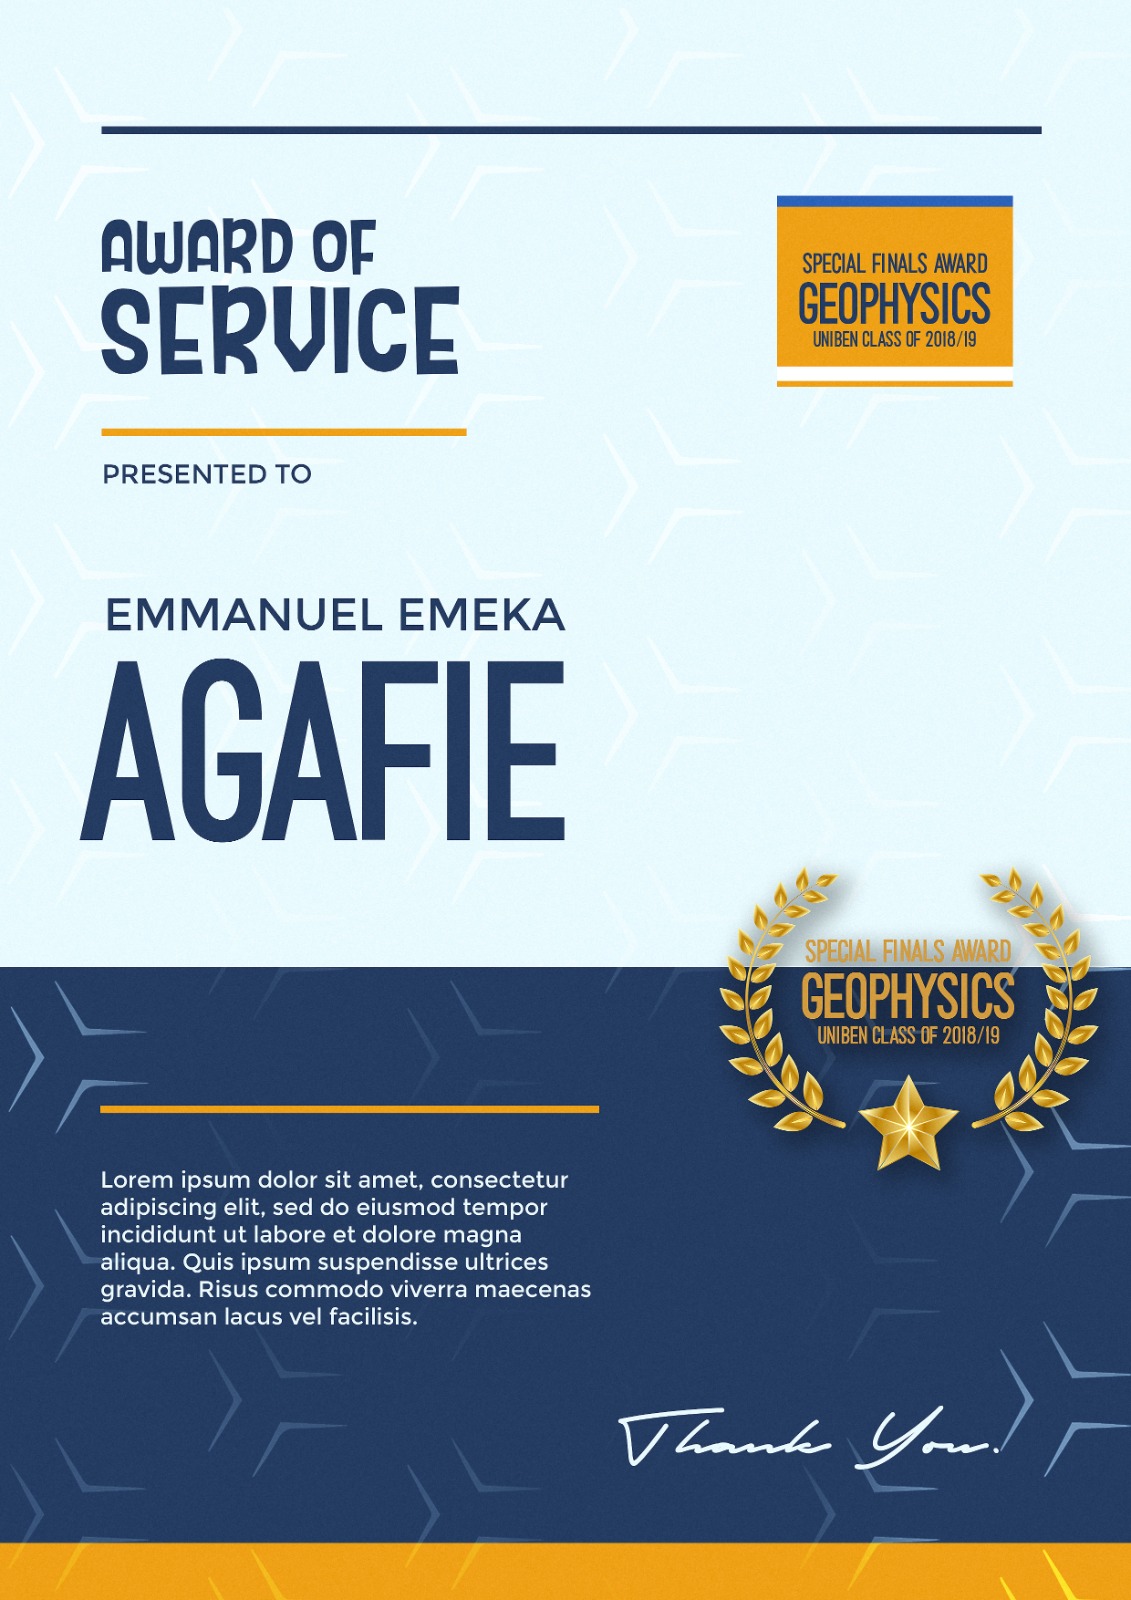 AWARD OF
SERVICE
SPECIAL FINALS AWARD
GEOPHYSICS
UNIBEN CLASS OF 2018/19
PRESENTED TO
EMMANUEL EMEKA
AGAFIE
SPECIAL FINALS AWARD
GEOPHYSICS
UNIBEN CLASS OF 2018/19
Lorem ipsum dolor sit amet, consectetur
adipiscing elit, sed do eiusmod tempor
incididunt ut labore et dolore magna
aliqua. Quis ipsum suspendisse ultrices
gravida. Risus commodo viverra maecenas
accumsan lacus vel facilisis.
Thank You.